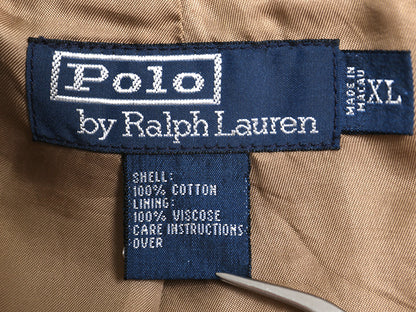 Polo
by Ralph Lauren
MADE IN
MACAU
XL
SHELL:
100% COTTON
LINING:
100% VISCOSE
CARE INSTRUCTIONS
OVER